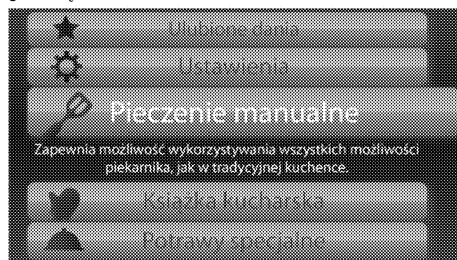 Ulubione dania
Ustawienia
Pieczenie manualne
Zapewnia możliwość wykorzystywania wszystkich możliwości
piekarnika, jak w tradycyjnej kuchence.
Książka kucharska
Potrawy specjalne